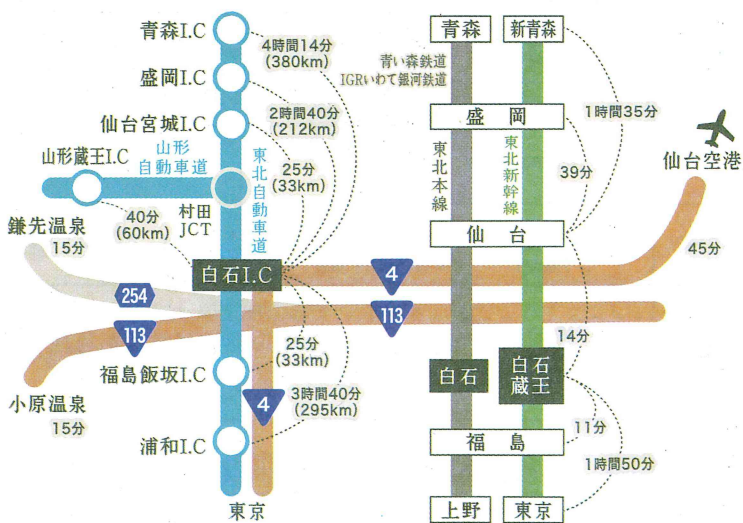 青森I.C
盛岡I.C
仙台宮城I.C
山形蔵王I.C
山形
自動車道
村田
JCT
東北自動車道
4時間14分
(380km)
2時間40分
(212km)
25分
(33km)
40分
(60km)
鎌先温泉
15分
白石I.C
254
113
小原温泉
15分
福島飯坂I.C
浦和I.C
東京
25分
(33km)
3時間40分
(295km)
4
4
113
青森
新青森
青い森鉄道
IGRいわて銀河鉄道
盛岡
東北本線
東北新幹線
仙台
白石
白石
蔵王
福島
上野
東京
1時間35分
39分
14分
11分
1時間50分
仙台空港
45分